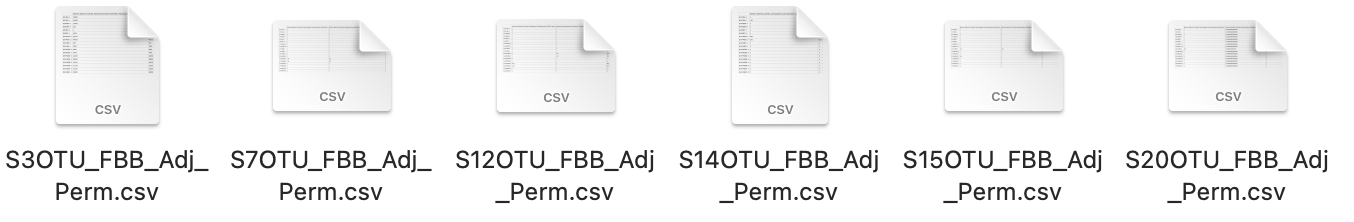 CSV CSV CSV CSV CSV CSV
S3OTU_FBB_Adj_ S7OTU_FBB_Adj_ S12OTU_FBB_Adj S14OTU_FBB_Adj S15OTU_FBB_Adj S20OTU_FBB_Adj
Perm.csv Perm.csv _Perm.csv _Perm.csv _Perm.csv _Perm.csv